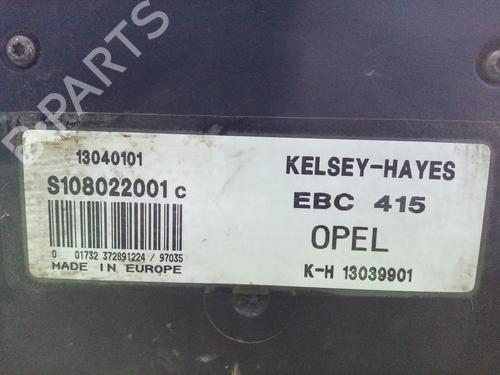 B-PARTS
13040101
S108022001 C
0 01732 372891224 / 97035
MADE IN EUROPE
KELSEY-HAYES
EBC 415
OPEL
K-H 13039901